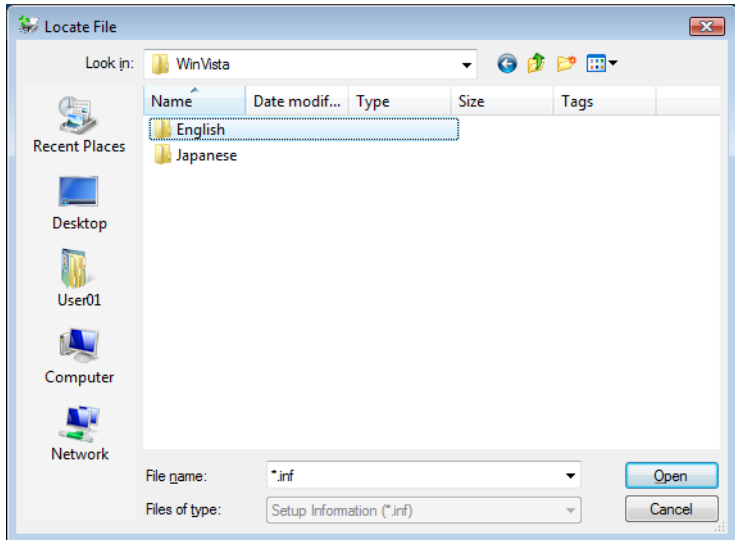 Locate File
Look in: WinVista
Name Date modif... Type Size Tags
English
Japanese
Recent Places
Desktop
User01
Computer
Network
File name: *.inf Open
Files of type: Setup Information (*.inf) Cancel